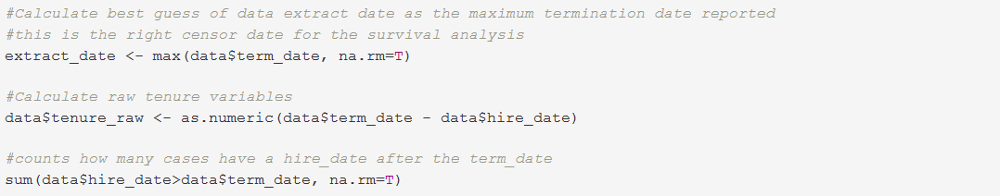 #Calculate best guess of data extract date as the maximum termination date reported
#this is the right censor date for the survival analysis
extract_date <- max(data$term_date, na.rm=T)
#Calculate raw tenure variables
data$tenure_raw <- as.numeric(data$term_date - data$hire_date)
#counts how many cases have a hire_date after the term_date
sum(data$hire_date>data$term_date, na.rm=T)